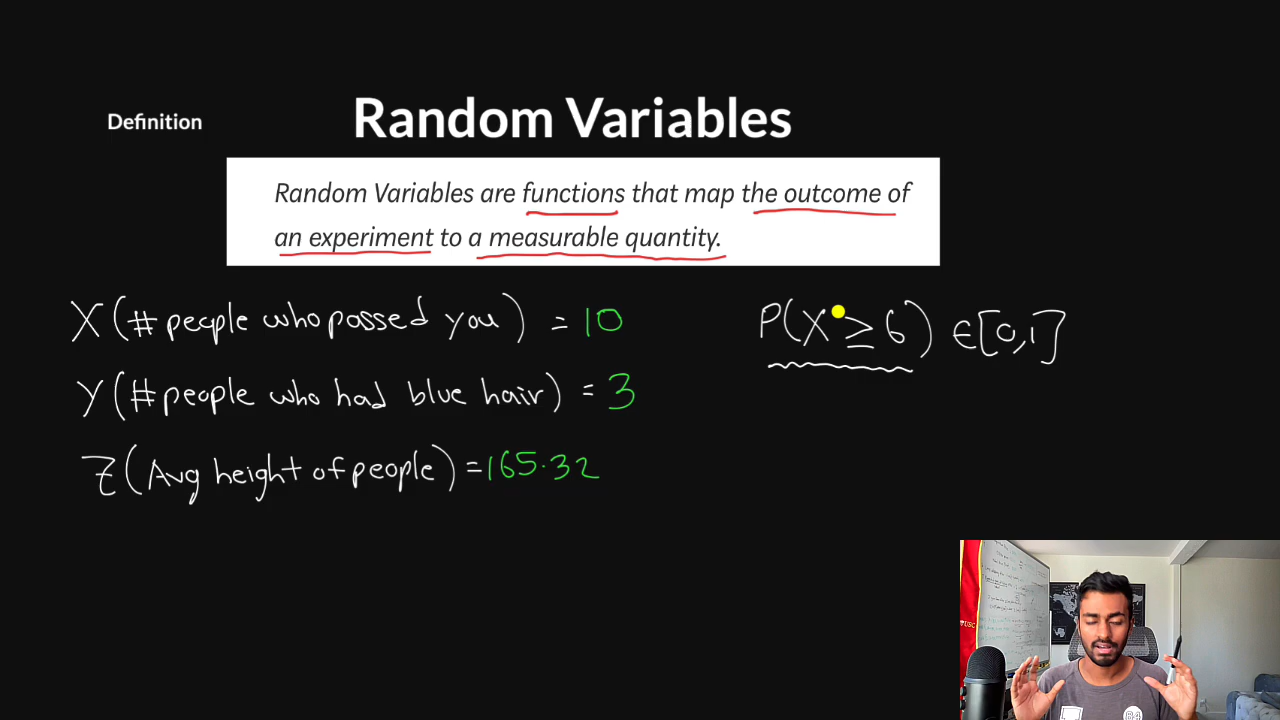 Definition
Random Variables
Random Variables are functions that map the outcome of
an experiment to a measurable quantity.
X(# people who passed you) = 10
P(X ≥ 6) ∈ [0,1]
Y(# people who had blue hair) = 3
Z(Avg height of people) = 165.32
USC